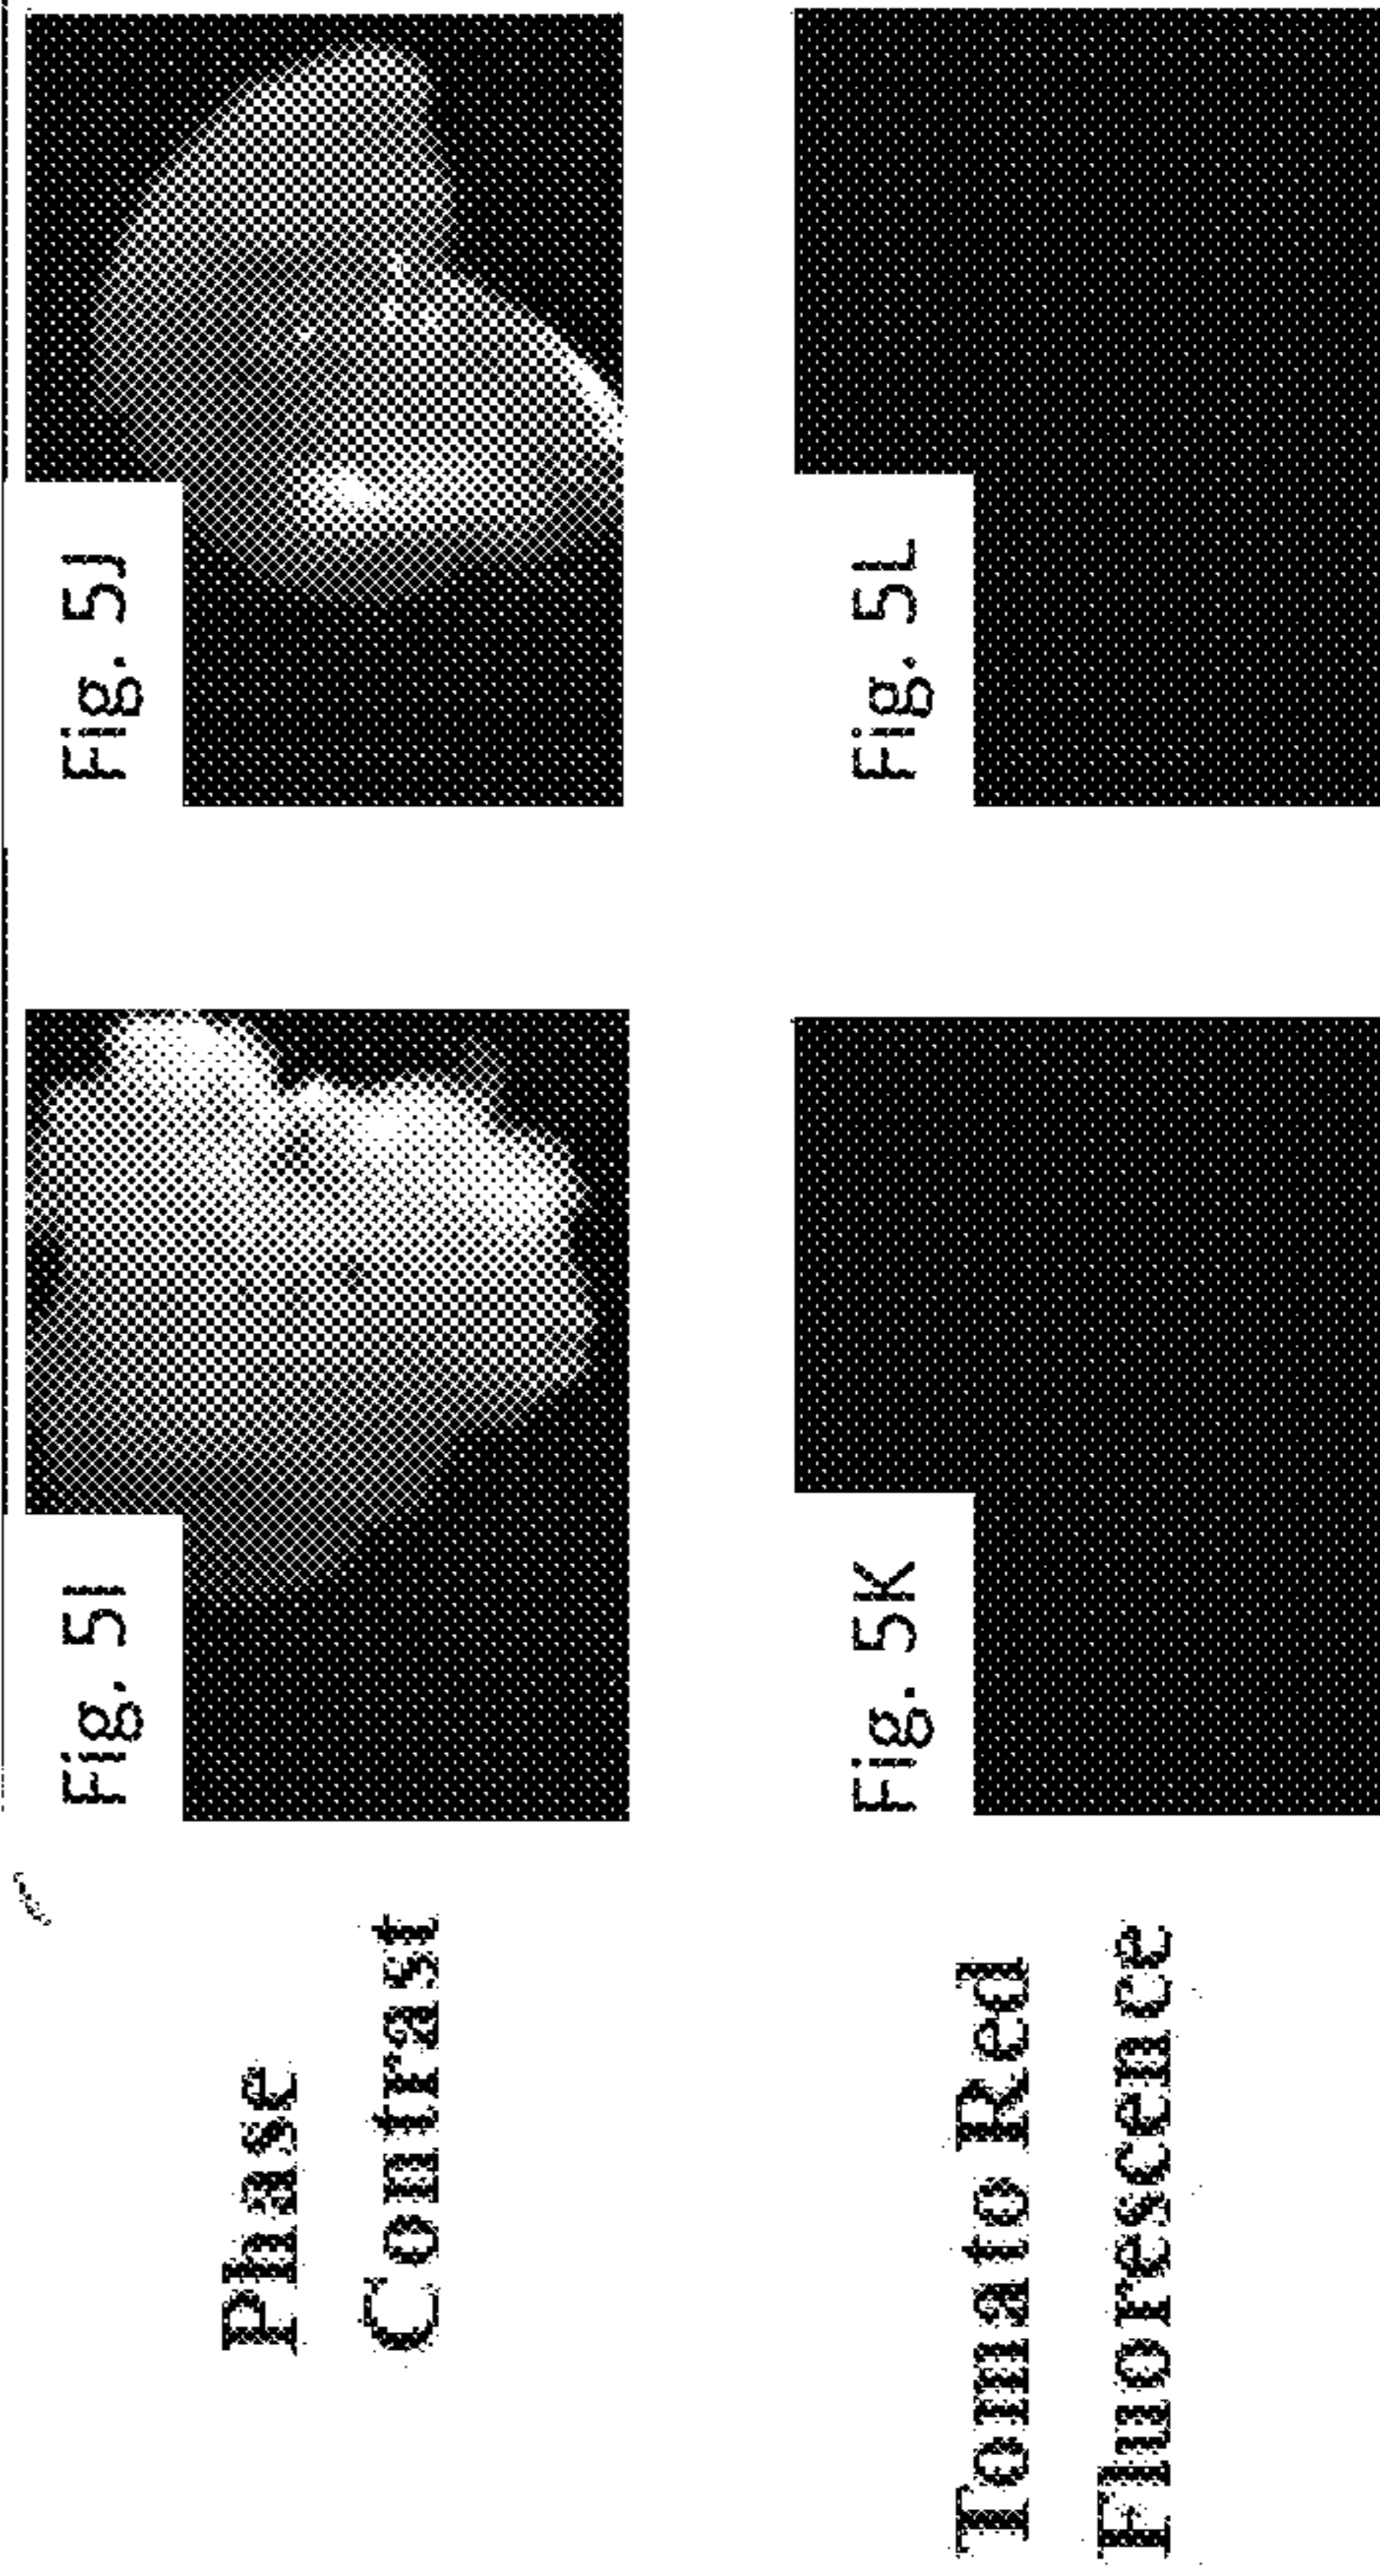 Phase
Contrast
Fig. 5I
Fig. 5J
Tomato Red
Fluorescence
Fig. 5K
Fig. 5L